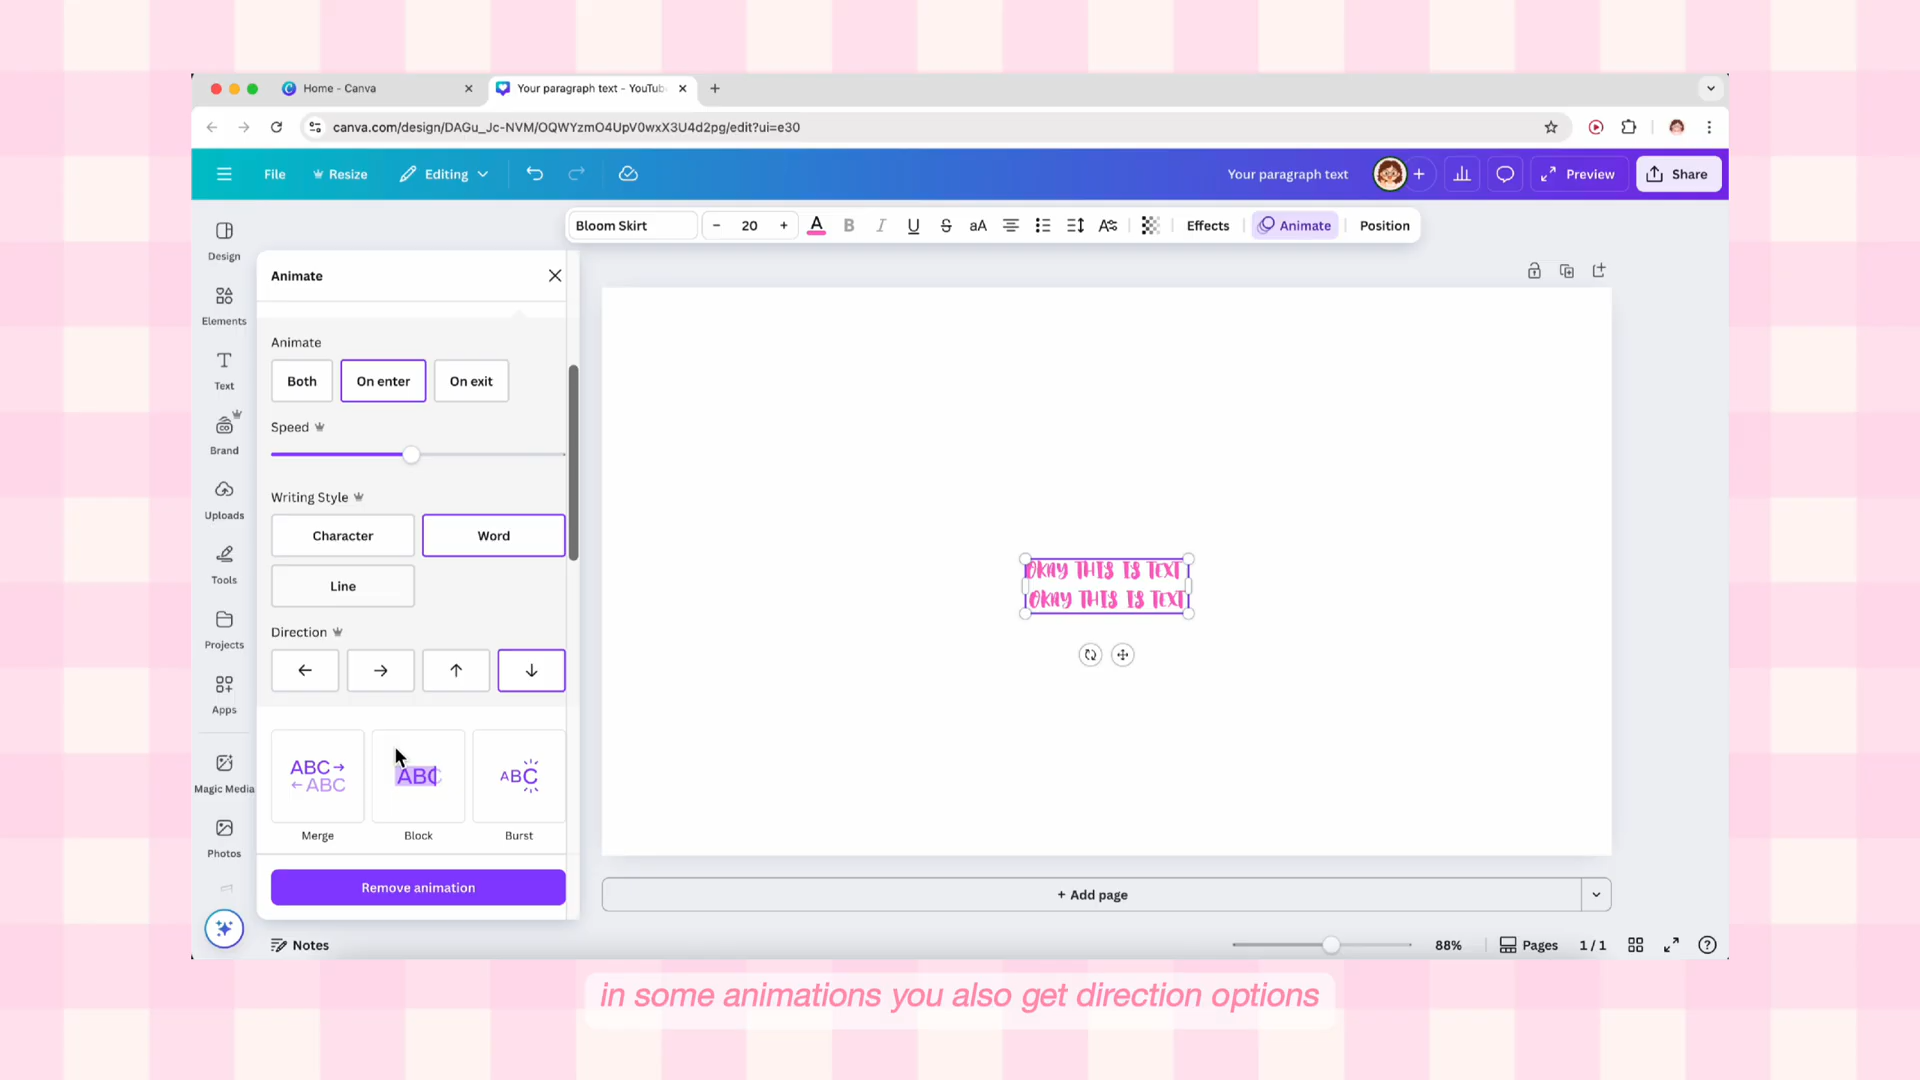 Home - Canva
Your paragraph text - YouTub
canva.com/design/DAGu_Jc-NVM/OQWYzmO4UpV0wxX3U4d2pg/edit?ui=e30
File Resize Editing Your paragraph text Preview Share
Bloom Skirt – 20 + A B I U S aA Effects Animate Position
Design
Elements
Text
Brand
Uploads
Tools
Projects
Apps
Magic Media
Photos
Animate
Animate
Both On enter On exit
Speed
Writing Style
Character Word
Line
Direction
ABC→ ABC ABC
←ABC
Merge Block Burst
Remove animation
OKAY THIS IS TEXT
OKAY THIS IS TEXT
+ Add page
Notes 88% Pages 1 / 1
in some animations you also get direction options